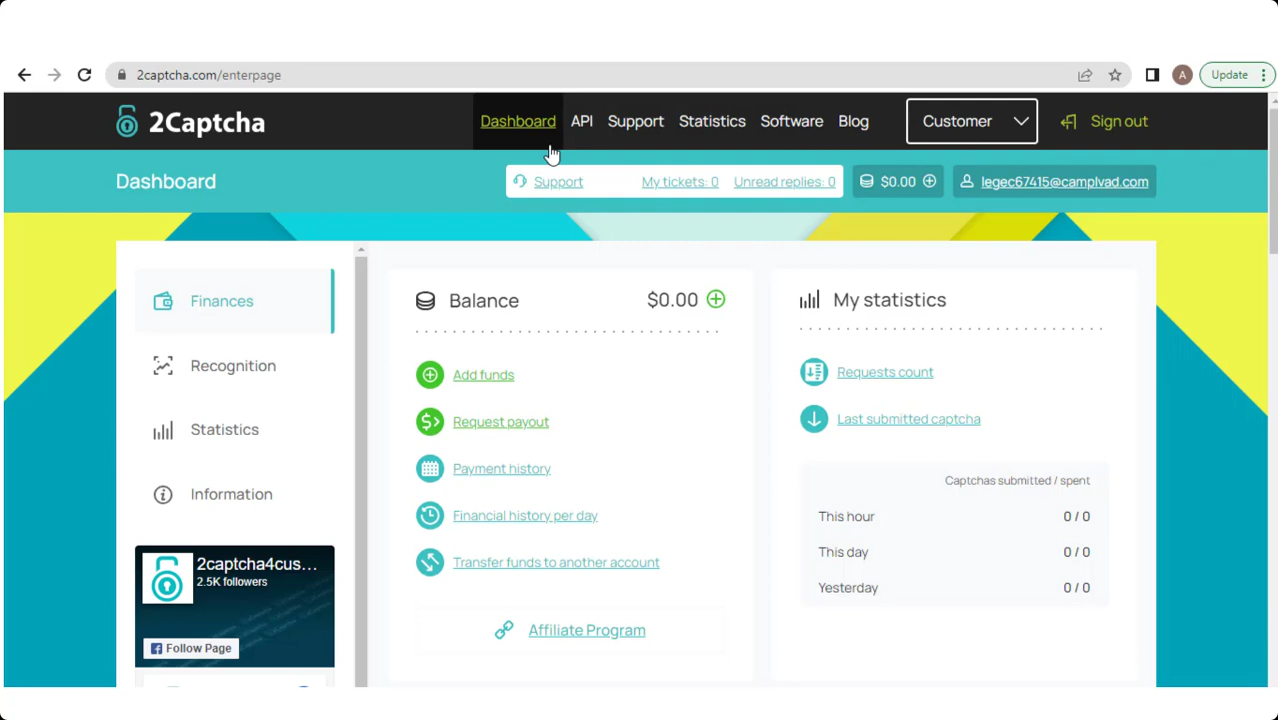 2captcha.com/enterpage
A
Update
2Captcha
Dashboard
API
Support
Statistics
Software
Blog
Customer
Sign out
Dashboard
Support
My tickets: 0
Unread replies: 0
$0.00
legec67415@camplvad.com
Finances
Recognition
Statistics
Information
2captcha4cus...
2.5K followers
Follow Page
Balance
$0.00
Add funds
Request payout
Payment history
Financial history per day
Transfer funds to another account
Affiliate Program
My statistics
Requests count
Last submitted captcha
Captchas submitted / spent
This hour 0 / 0
This day 0 / 0
Yesterday 0 / 0